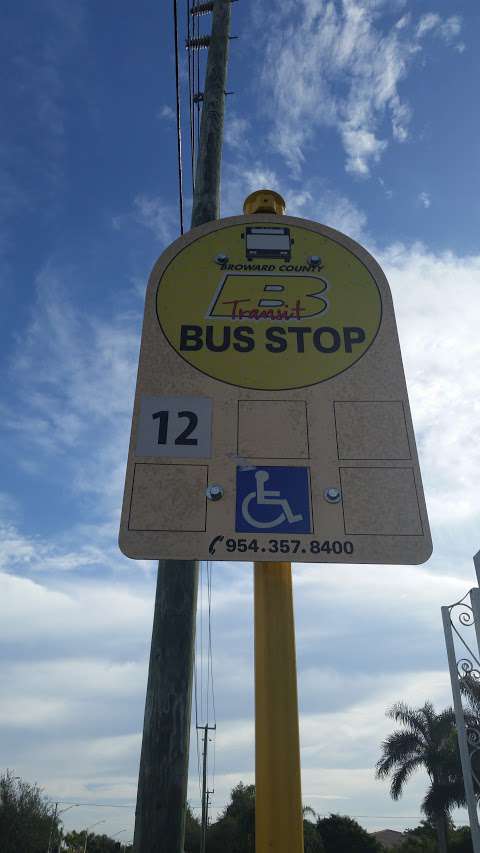 BROWARD COUNTY
B
Transit
BUS STOP
12
954.357.8400